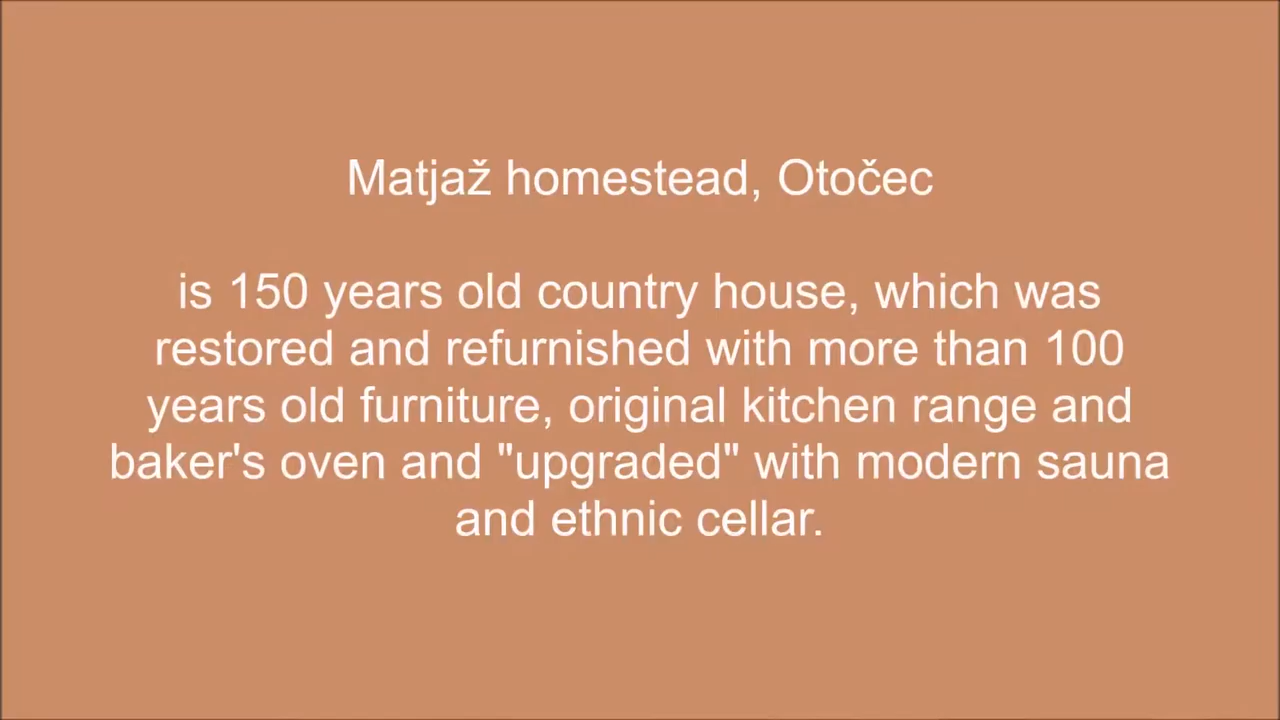 Matjaž homestead, Otočec
is 150 years old country house, which was
restored and refurnished with more than 100
years old furniture, original kitchen range and
baker's oven and "upgraded" with modern sauna
and ethnic cellar.